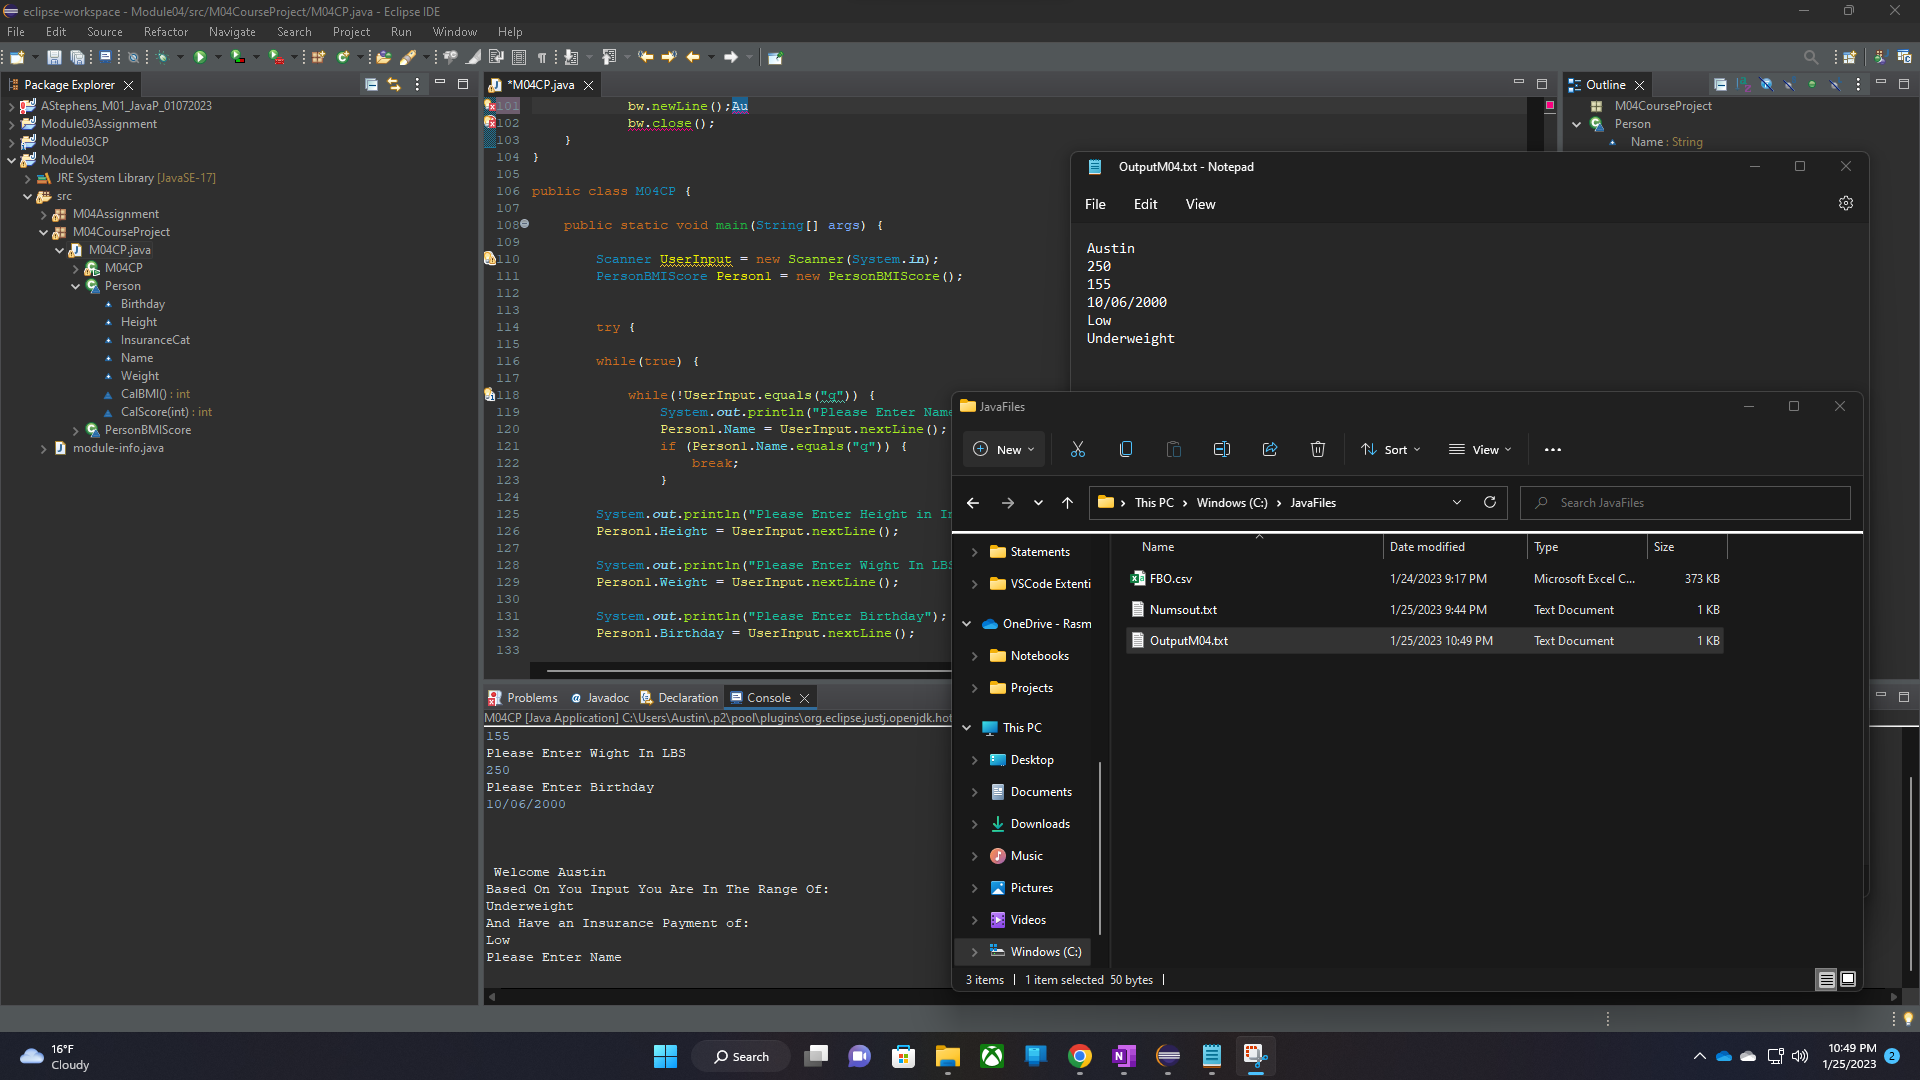 eclipse-workspace - Module04/src/M04CourseProject/M04CP.java - Eclipse IDE
File Edit Source Refactor Navigate Search Project Run Window Help
Package Explorer
AStephens_M01_JavaP_01072023
Module03Assignment
Module03CP
Module04
JRE System Library [JavaSE-17]
src
M04Assignment
M04CourseProject
M04CP.java
M04CP
Person
Birthday
Height
InsuranceCat
Name
Weight
CalBMI() : int
CalScore(int) : int
PersonBMIScore
module-info.java
*M04CP.java
101 bw.newLine();Au
102 bw.close();
103 }
104 }
105
106 public class M04CP {
107
108 public static void main(String[] args) {
109
110 Scanner UserInput = new Scanner(System.in);
111 PersonBMIScore Person1 = new PersonBMIScore();
112
113
114 try {
115
116 while(true) {
117
118 while(!UserInput.equals("q")) {
119 System.out.println("Please Enter Name
120 Person1.Name = UserInput.nextLine();
121 if (Person1.Name.equals("q")) {
122 break;
123 }
124
125 System.out.println("Please Enter Height in In
126 Person1.Height = UserInput.nextLine();
127
128 System.out.println("Please Enter Wight In LBS
129 Person1.Weight = UserInput.nextLine();
130
131 System.out.println("Please Enter Birthday");
132 Person1.Birthday = UserInput.nextLine();
133
Outline
M04CourseProject
Person
Name : String
OutputM04.txt - Notepad
File Edit View
Austin
250
155
10/06/2000
Low
Underweight
JavaFiles
New Sort View
This PC Windows (C:) JavaFiles
Search JavaFiles
Statements
VSCode Extenti
OneDrive - Rasm
Notebooks
Projects
This PC
Desktop
Documents
Downloads
Music
Pictures
Videos
Windows (C:)
Name Date modified Type Size
FBO.csv 1/24/2023 9:17 PM Microsoft Excel C... 373 KB
Numsout.txt 1/25/2023 9:44 PM Text Document 1 KB
OutputM04.txt 1/25/2023 10:49 PM Text Document 1 KB
3 items 1 item selected 50 bytes
Problems Javadoc Declaration Console
M04CP [Java Application] C:\Users\Austin\.p2\pool\plugins\org.eclipse.justj.openjdk.hot
155
Please Enter Wight In LBS
250
Please Enter Birthday
10/06/2000
Welcome Austin
Based On You Input You Are In The Range Of:
Underweight
And Have an Insurance Payment of:
Low
Please Enter Name
16°F
Cloudy
Search
10:49 PM
1/25/2023
2